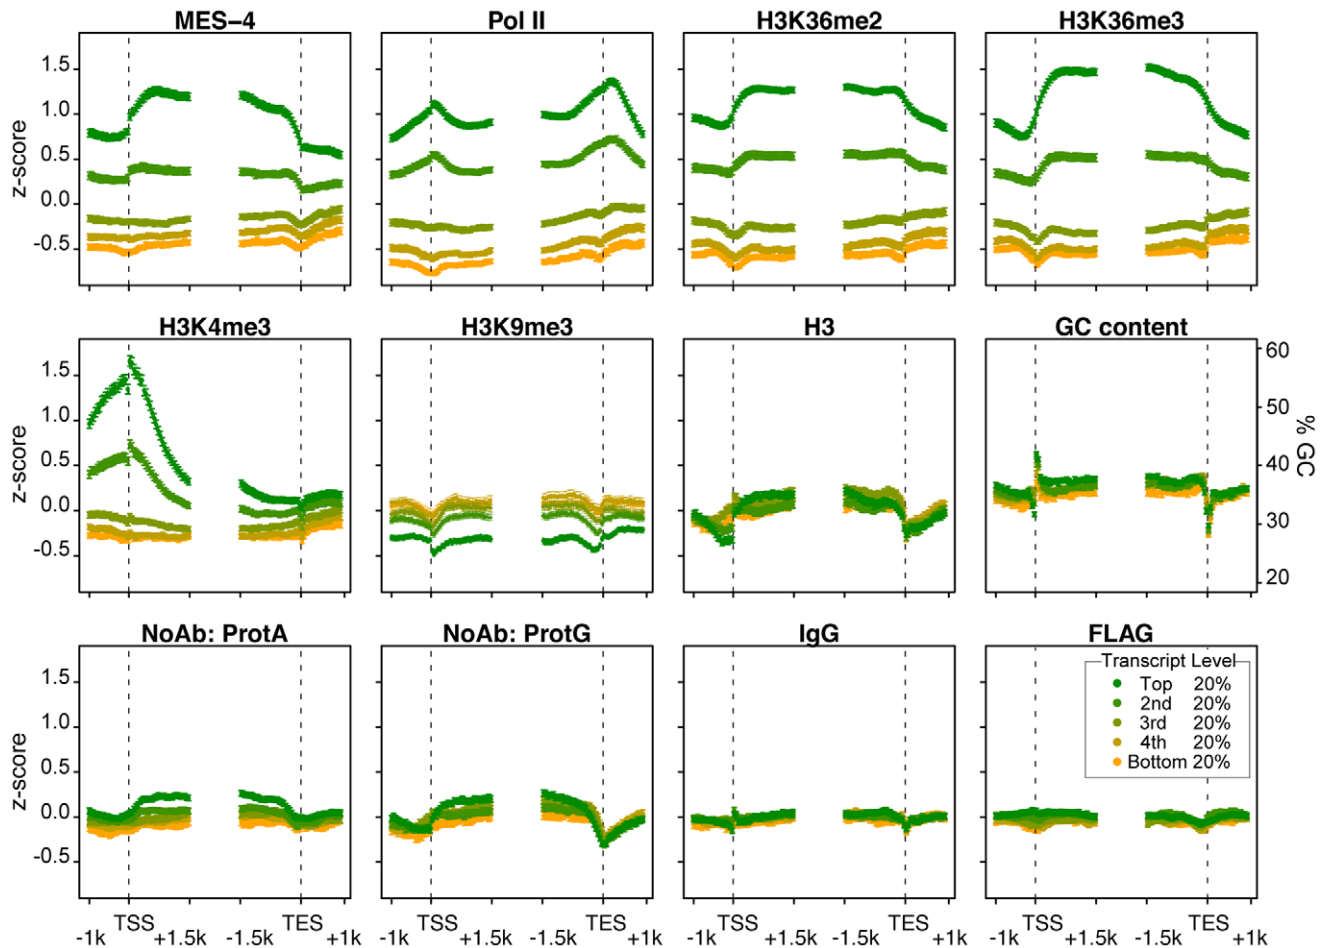 MES-4 Pol II H3K36me2 H3K36me3
z-score
1.5
1.0
0.5
0.0
-0.5
H3K4me3 H3K9me3 H3 GC content
z-score
1.5
1.0
0.5
0.0
-0.5
60
50
40
30
20
% GC
NoAb: ProtA NoAb: ProtG IgG FLAG
z-score
1.5
1.0
0.5
0.0
-0.5
Transcript Level
Top 20%
2nd 20%
3rd 20%
4th 20%
Bottom 20%
TSS TES TSS TES TSS TES TSS TES
-1k +1.5k -1.5k +1k -1k +1.5k -1.5k +1k -1k +1.5k -1.5k +1k -1k +1.5k -1.5k +1k